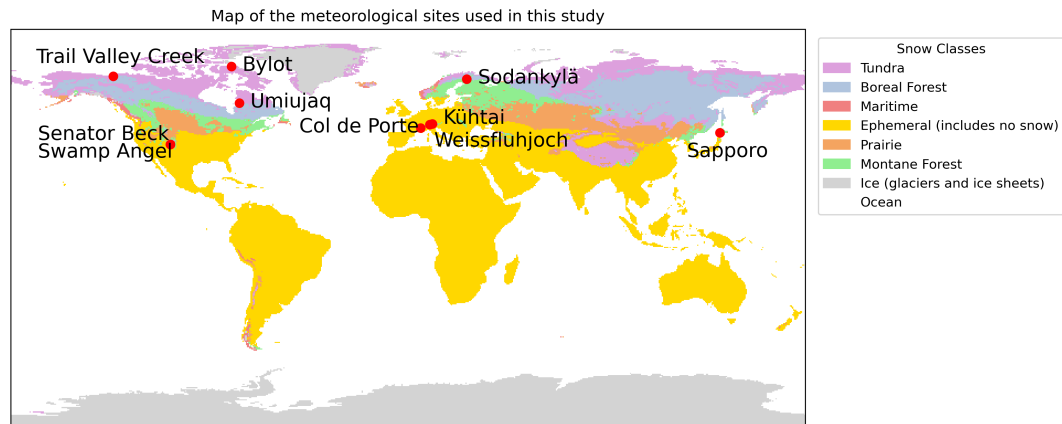 Map of the meteorological sites used in this study
Trail Valley Creek
Bylot
Umiujaq
Sodankylä
Senator Beck
Swamp Angel
Col de Porte
Kühtai
Weissfluhjoch
Sapporo
Snow Classes
Tundra
Boreal Forest
Maritime
Ephemeral (includes no snow)
Prairie
Montane Forest
Ice (glaciers and ice sheets)
Ocean